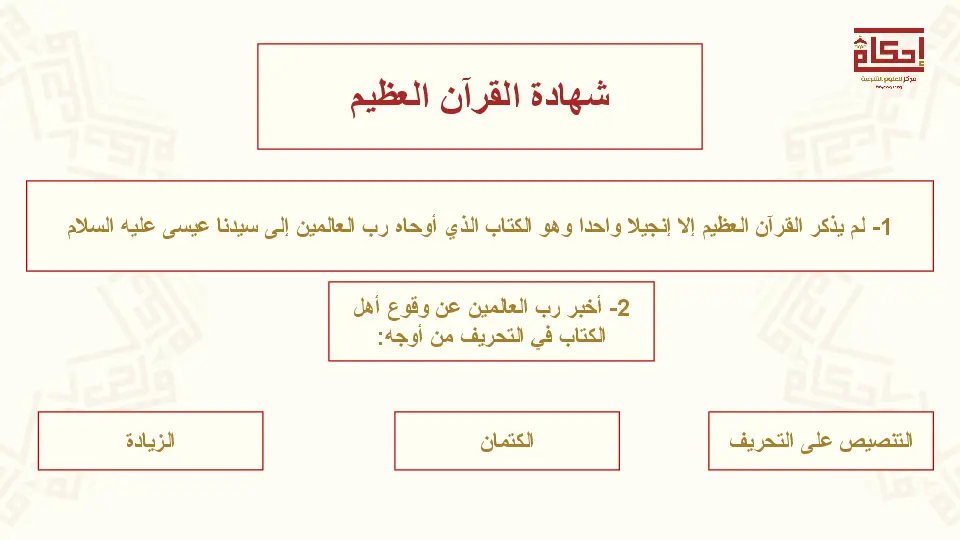 إحكام
مركز للعلوم الشرعية
شهادة القرآن العظيم
1- لم يذكر القرآن العظيم إلا إنجيلا واحدا وهو الكتاب الذي أوحاه رب العالمين إلى سيدنا عيسى عليه السلام
2- أخبر رب العالمين عن وقوع أهل
الكتاب في التحريف من أوجه:
التنصيص على التحريف
الكتمان
الزيادة